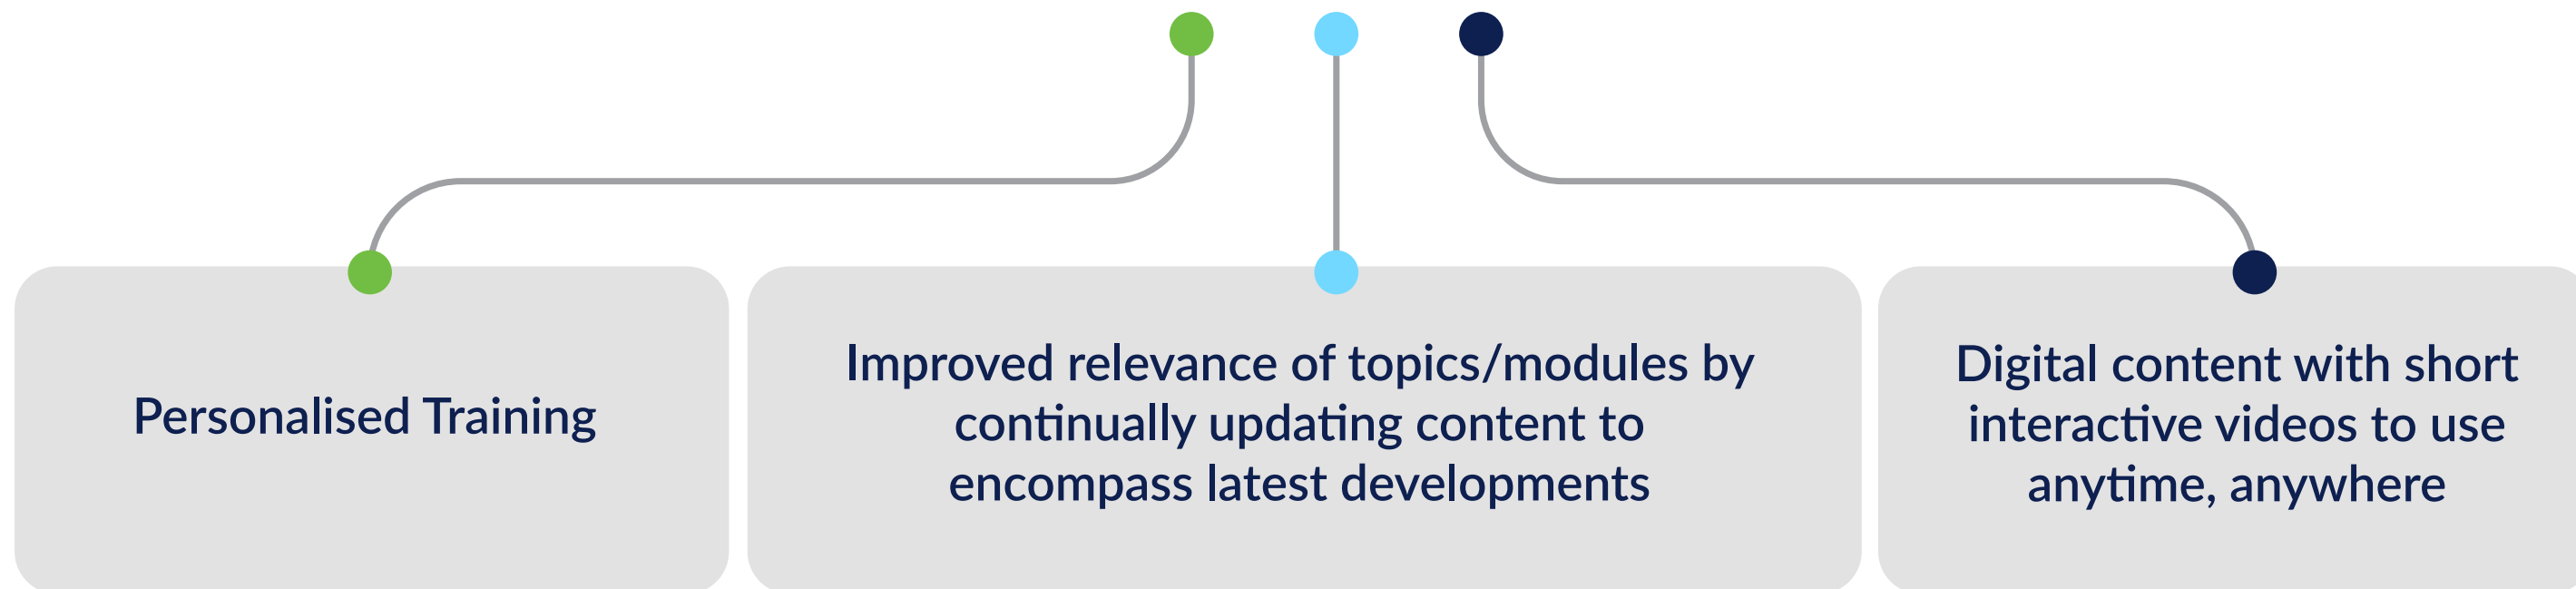 Personalised Training
Improved relevance of topics/modules by
continually updating content to
encompass latest developments
Digital content with short
interactive videos to use
anytime, anywhere